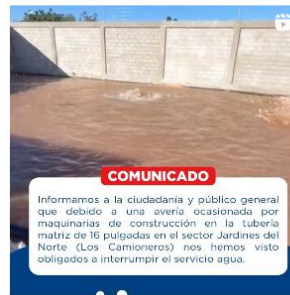 COMUNICADO
Informamos a la ciudadanía y público general
que debido a una avería ocasionada por
maquinarias de construcción en la tubería
matriz de 16 pulgadas en el sector Jardines del
Norte (Los Camioneros) nos hemos visto
obligados a interrumpir el servicio agua.